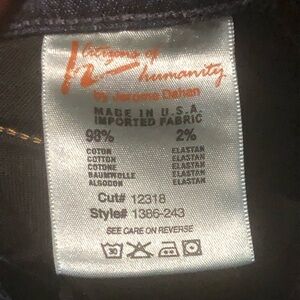 Citizens of
humanity
by Jerome Dahan
MADE IN U.S.A.
IMPORTED FABRIC
98% 2%
COTON ELASTAN
COTTON ELASTAN
COTONE ELASTAN
BAUMWOLLE ELASTAN
ALGODON ELASTAN
Cut# 12318
Style# 1386-243
SEE CARE ON REVERSE
30